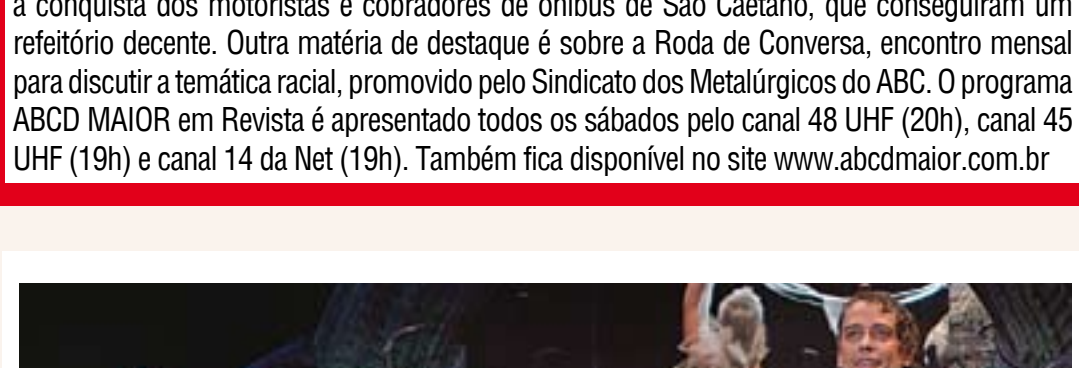 a conquista dos motoristas e cobradores de ônibus de São Caetano, que conseguiram um
refeitório decente. Outra matéria de destaque é sobre a Roda de Conversa, encontro mensal
para discutir a temática racial, promovido pelo Sindicato dos Metalúrgicos do ABC. O programa
ABCD MAIOR em Revista é apresentado todos os sábados pelo canal 48 UHF (20h), canal 45
UHF (19h) e canal 14 da Net (19h). Também fica disponível no site www.abcdmaior.com.br